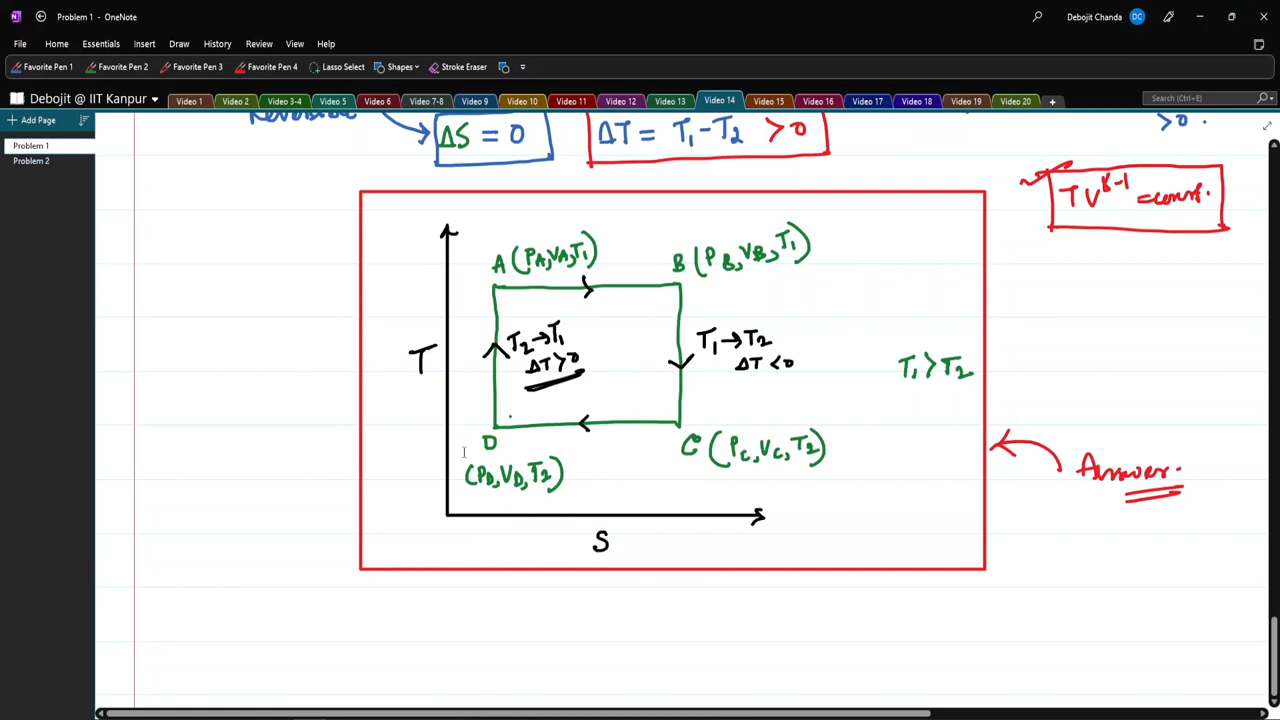 Problem 1 - OneNote
Debojit Chanda DC
File Home Essentials Insert Draw History Review View Help
Favorite Pen 1 Favorite Pen 2 Favorite Pen 3 Favorite Pen 4 Lasso Select Shapes Stroke Eraser
Debojit @ IIT Kanpur
Video 1 Video 2 Video 3-4 Video 5 Video 6 Video 7-8 Video 9 Video 10 Video 11 Video 12 Video 13 Video 14 Video 15 Video 16 Video 17 Video 18 Video 19 Video 20 +
Search (Ctrl+E)
Add Page
Problem 1
Problem 2
Reversible
ΔS = 0
ΔT = T₁-T₂ >0
>0.
TV^γ-1 = const.
A (PA,VA,T₁)
B (PB,VB,T₁)
T
T₂→T₁
ΔT>0
T₁→T₂
ΔT<0
T₁>T₂
D
(PD,VD,T₂)
C (PC,VC,T₂)
Answer.
S